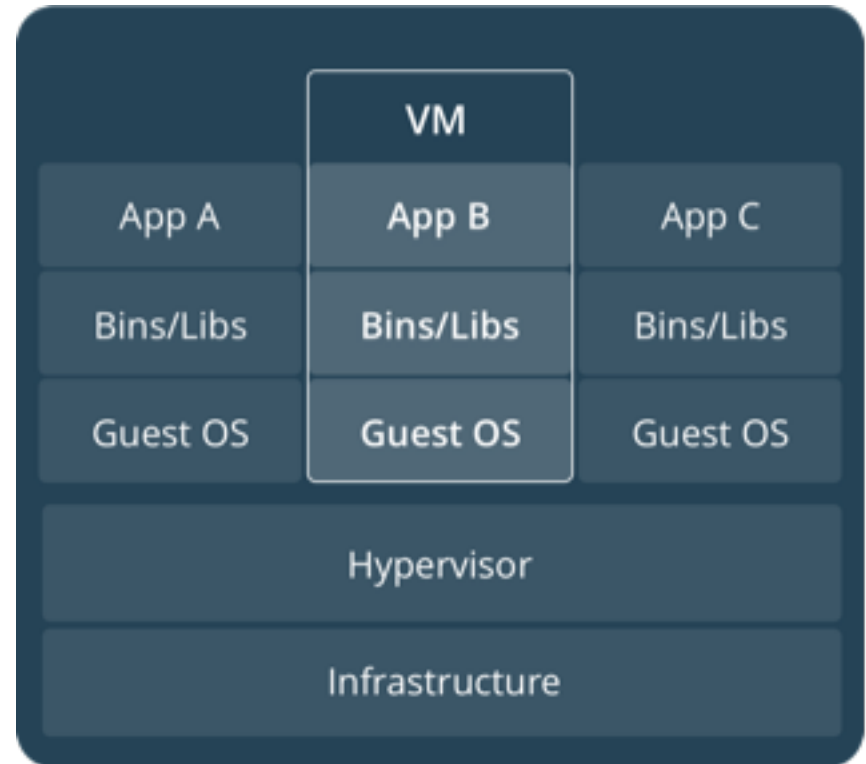 VM
App A App B App C
Bins/Libs Bins/Libs Bins/Libs
Guest OS Guest OS Guest OS
Hypervisor
Infrastructure